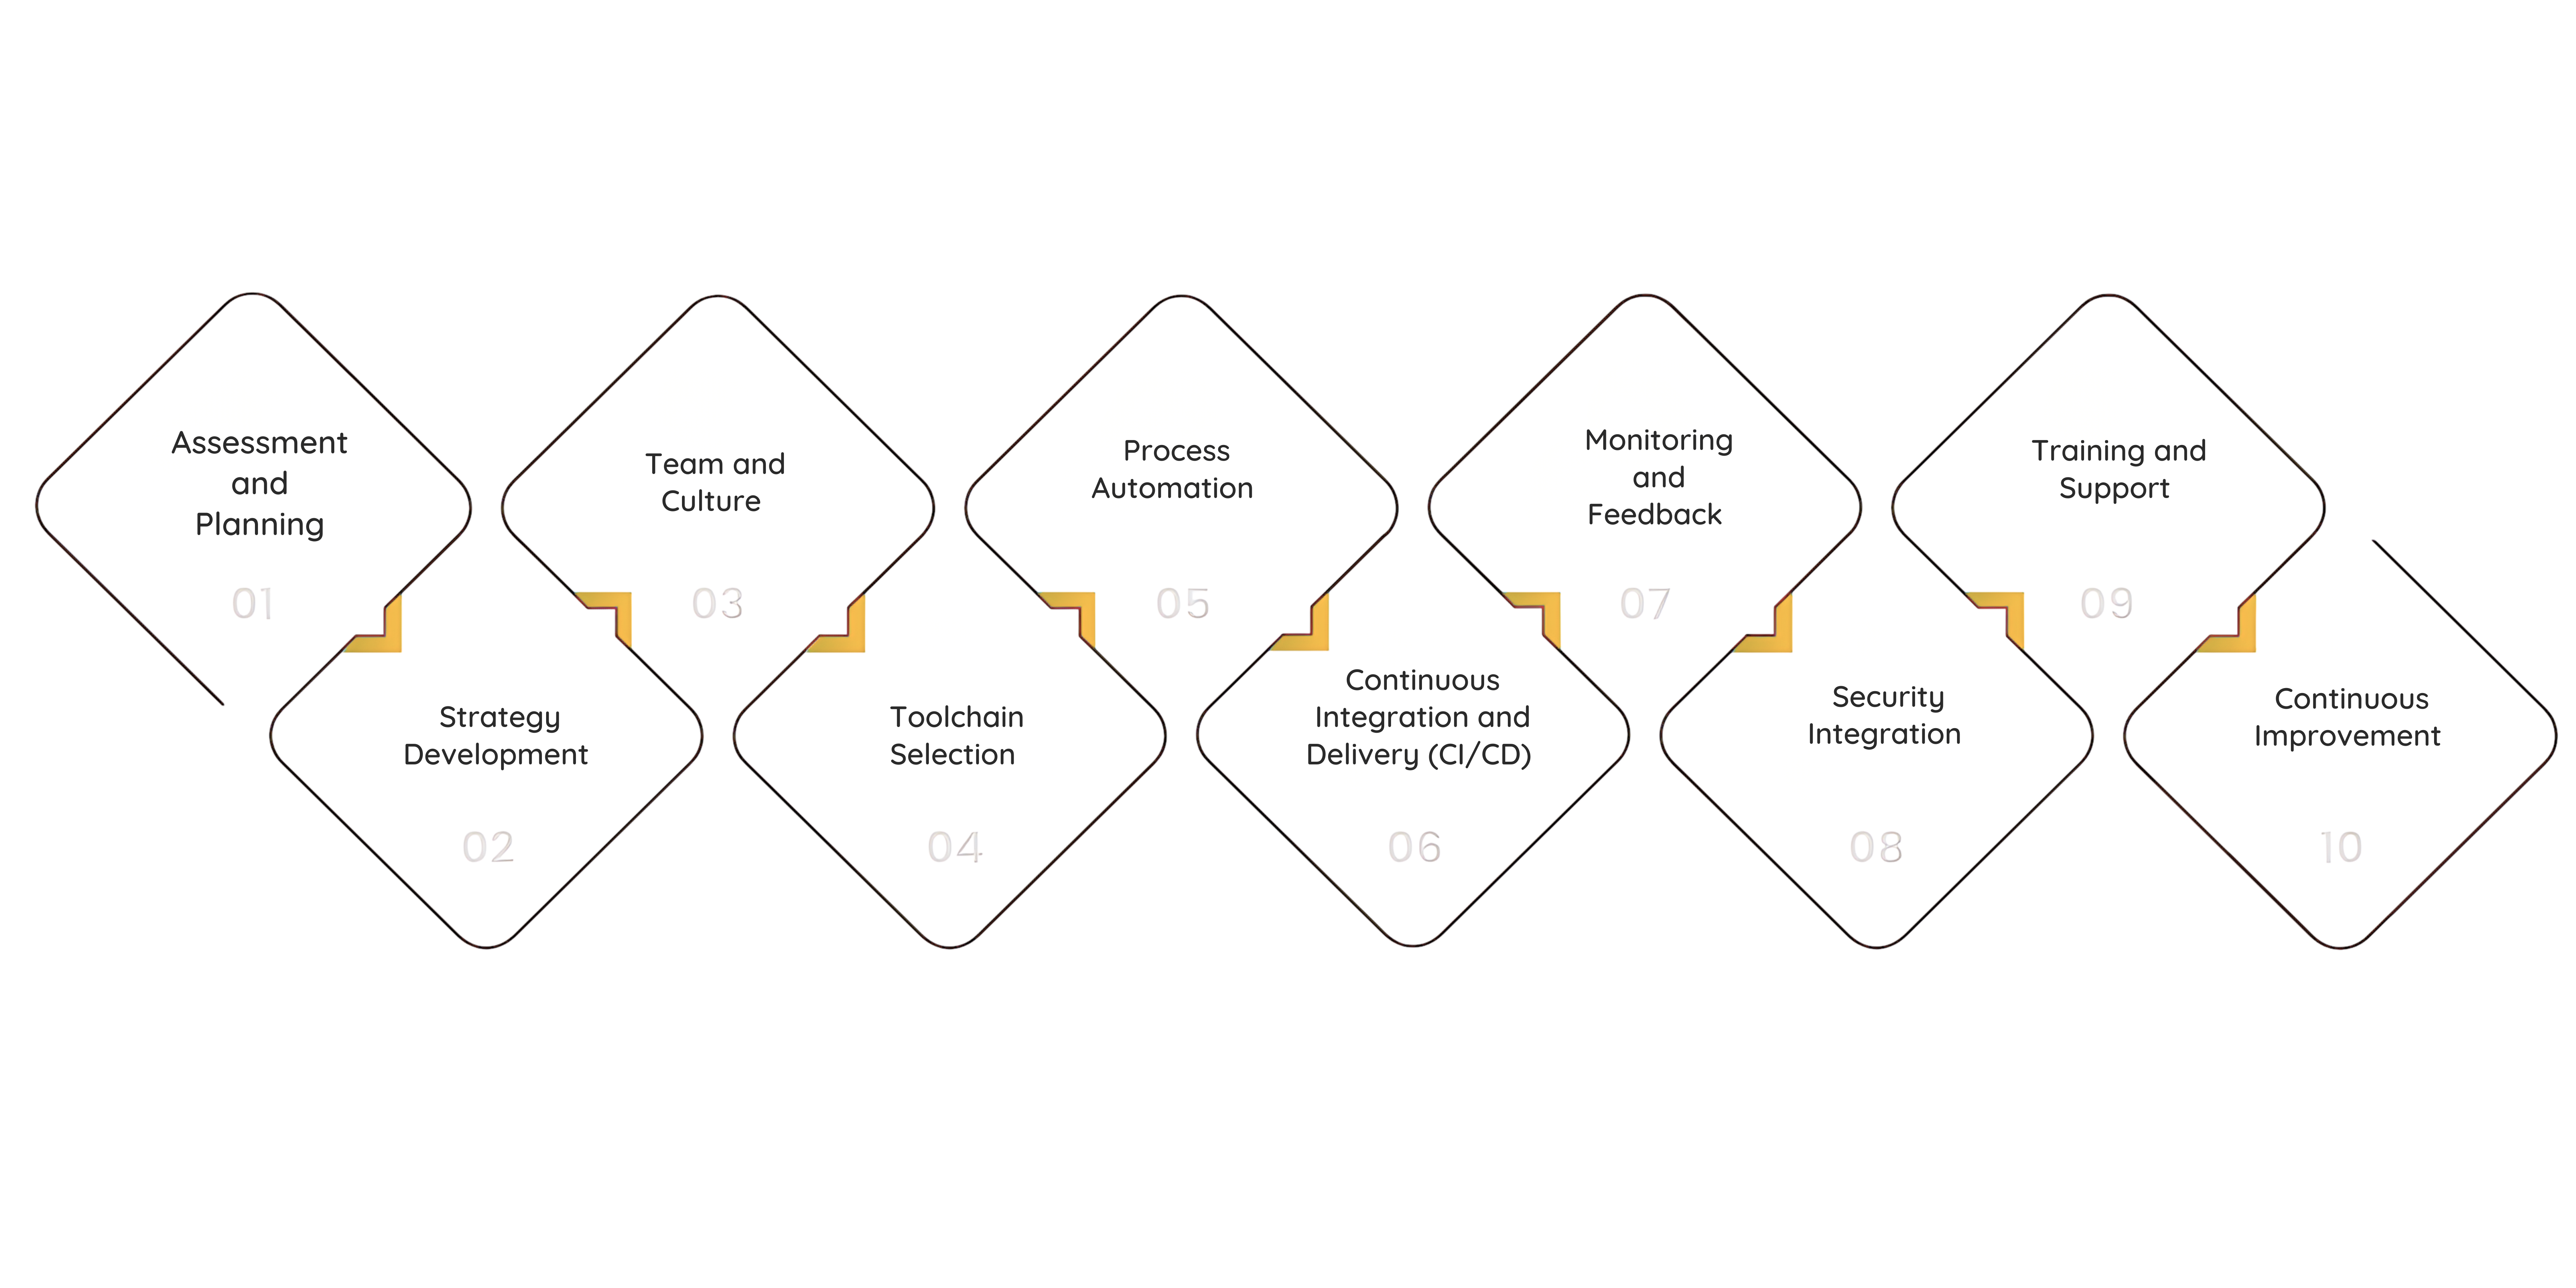 Assessment
and
Planning
01
Strategy
Development
02
Team and
Culture
03
Toolchain
Selection
04
Process
Automation
05
Continuous
Integration and
Delivery (CI/CD)
06
Monitoring
and
Feedback
07
Security
Integration
08
Training and
Support
09
Continuous
Improvement
10